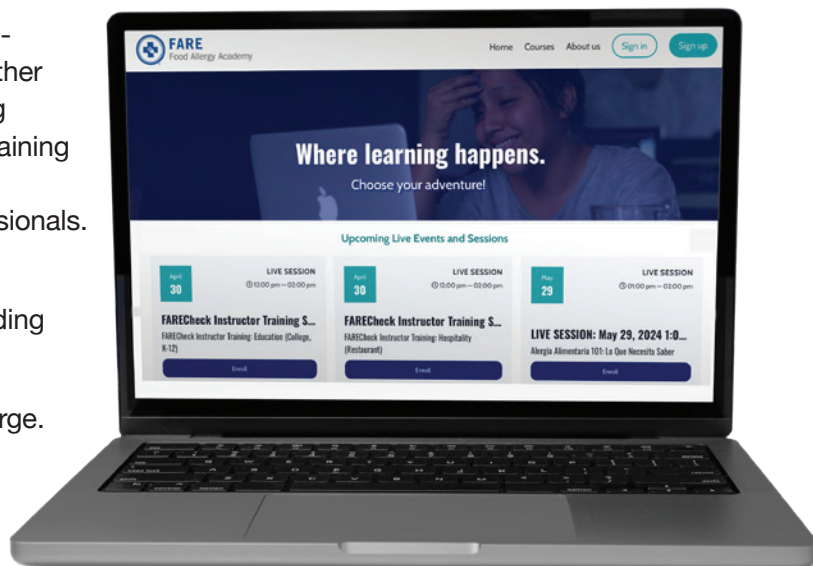 -
ther
g
aining
sionals.
ding
rge.
FARE
Food Allergy Academy
Home Courses About us Sign in Sign up
Where learning happens.
Choose your adventure!
Upcoming Live Events and Sessions
April
30
LIVE SESSION
12:00 pm – 02:00 pm
FARECheck Instructor Training S...
FARECheck Instructor Training: Education (College,
K-12)
Enroll
April
30
LIVE SESSION
12:00 pm – 02:00 pm
FARECheck Instructor Training S...
FARECheck Instructor Training: Hospitality
(Restaurant)
Enroll
May
29
LIVE SESSION
01:00 pm – 02:00 pm
LIVE SESSION: May 29, 2024 1:0...
Alergia Alimentaria 101: Lo Que Necesita Saber
Enroll